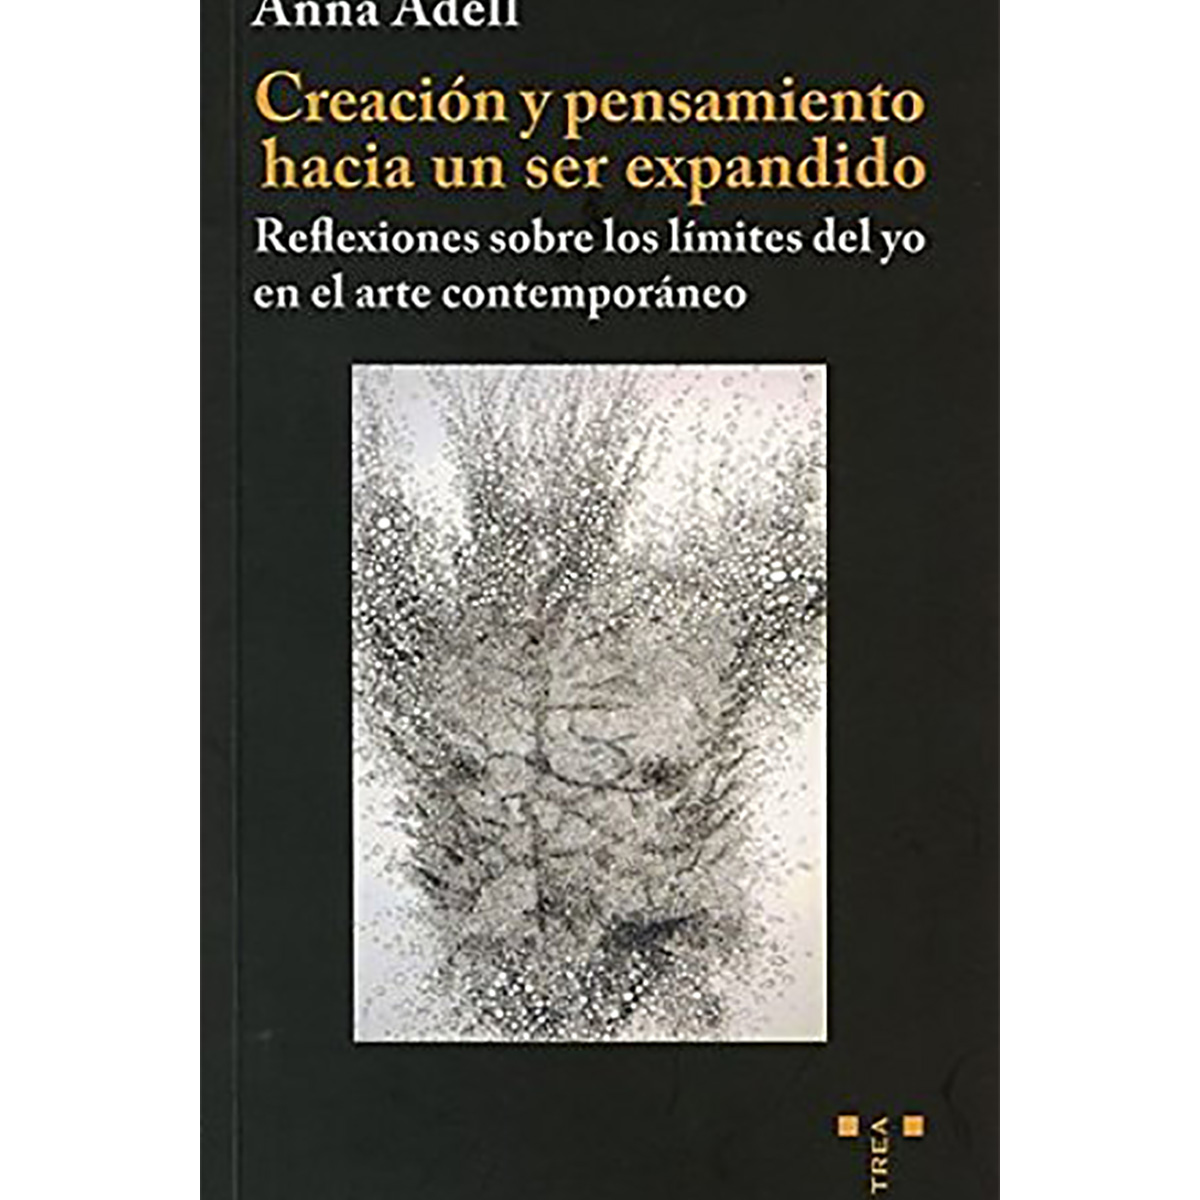 Anna Adell
Creación y pensamiento
hacia un ser expandido
Reflexiones sobre los límites del yo
en el arte contemporáneo
TREA